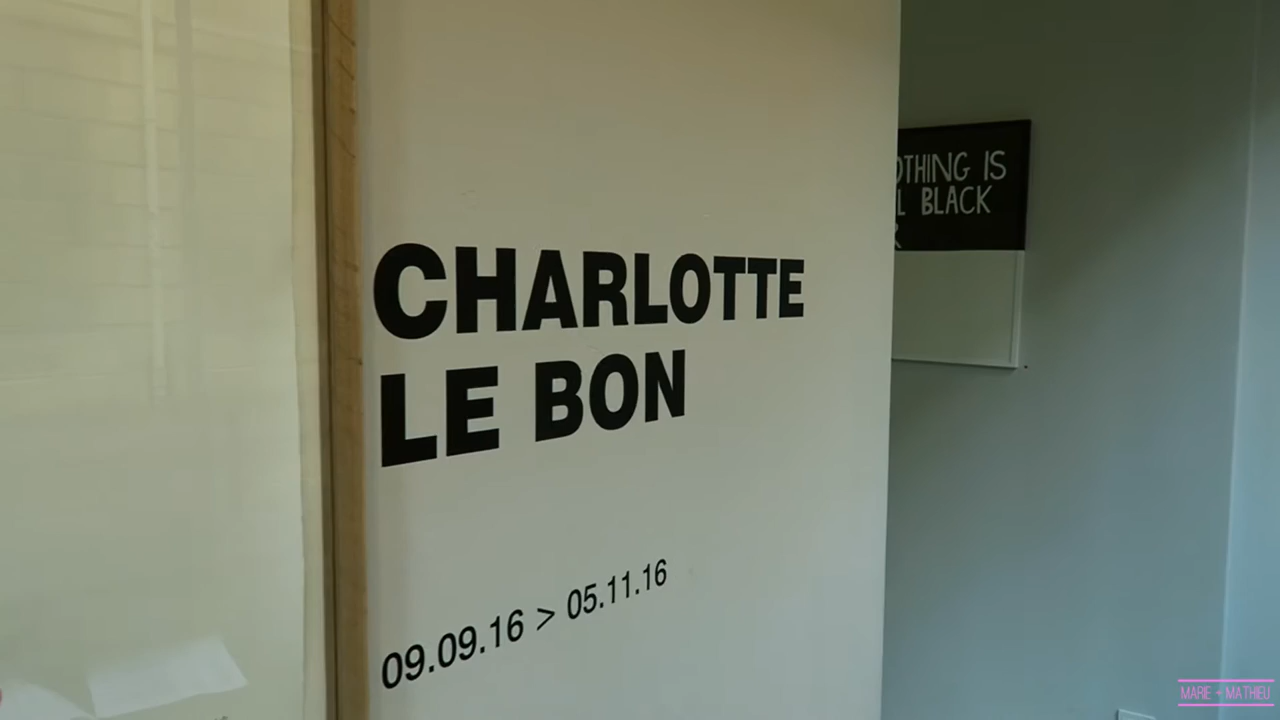 CHARLOTTE
LE BON
09.09.16 > 05.11.16
OTHING IS
L BLACK
MARIE + MATHIEU